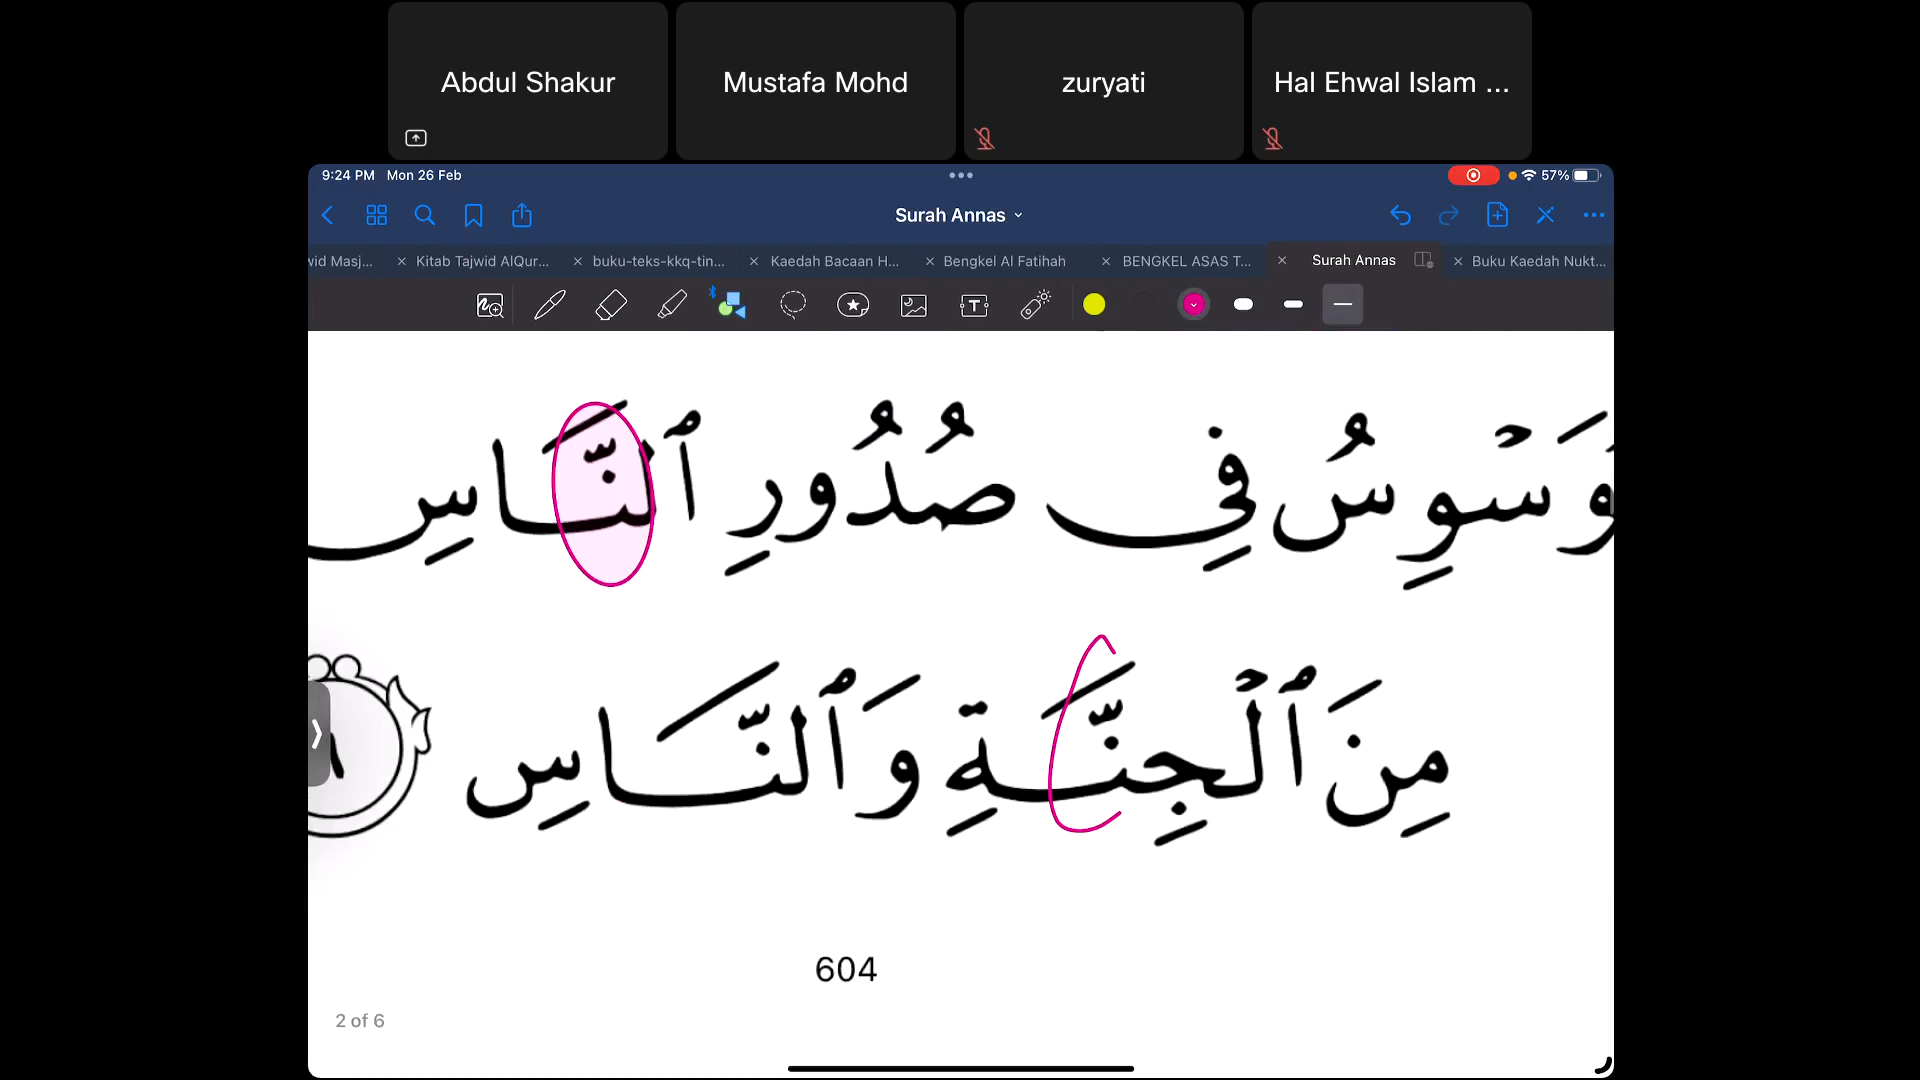 Abdul Shakur
Mustafa Mohd
zuryati
Hal Ehwal Islam ...
9:24 PM Mon 26 Feb
57%
Surah Annas
wid Masj...
Kitab Tajwid AlQur...
buku-teks-kkq-tin...
Kaedah Bacaan H...
Bengkel Al Fatihah
BENGKEL ASAS T...
Surah Annas
Buku Kaedah Nukt...
T
وَسْوِسُ فِي صُدُورِ ٱلنَّاسِ
مِنَ ٱلْجِنَّةِ وَٱلنَّاسِ
604
2 of 6